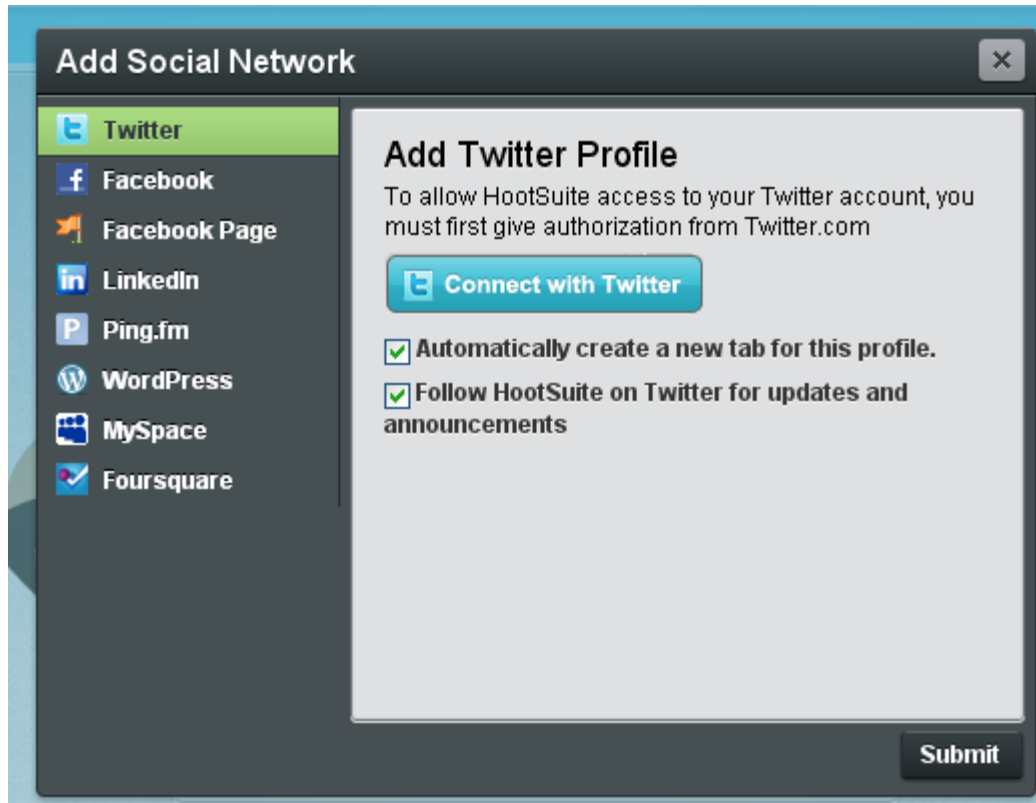 Add Social Network
Twitter
Facebook
Facebook Page
LinkedIn
Ping.fm
WordPress
MySpace
Foursquare
Add Twitter Profile
To allow HootSuite access to your Twitter account, you
must first give authorization from Twitter.com
Connect with Twitter
Automatically create a new tab for this profile.
Follow HootSuite on Twitter for updates and
announcements
Submit